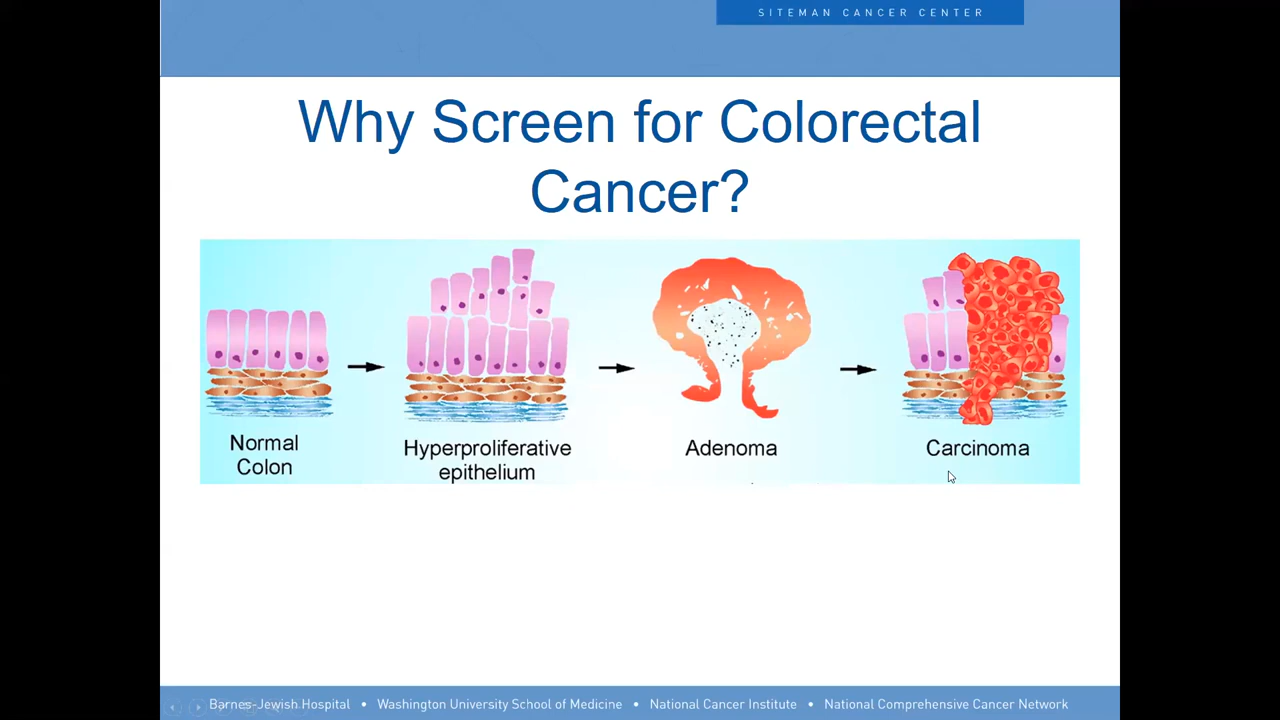 SITEMAN CANCER CENTER
Why Screen for Colorectal
Cancer?
Normal
Colon
Hyperproliferative
epithelium
Adenoma
Carcinoma
Barnes-Jewish Hospital • Washington University School of Medicine • National Cancer Institute • National Comprehensive Cancer Network